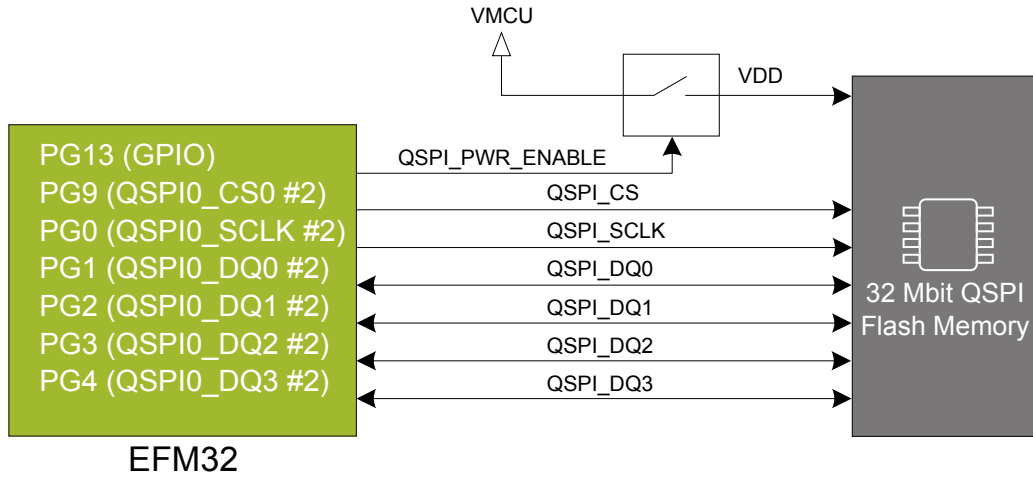 VMCU
VDD
PG13 (GPIO)
QSPI_PWR_ENABLE
PG9 (QSPI0_CS0 #2)
QSPI_CS
PG0 (QSPI0_SCLK #2)
QSPI_SCLK
PG1 (QSPI0_DQ0 #2)
QSPI_DQ0
PG2 (QSPI0_DQ1 #2)
QSPI_DQ1
PG3 (QSPI0_DQ2 #2)
QSPI_DQ2
PG4 (QSPI0_DQ3 #2)
QSPI_DQ3
32 Mbit QSPI
Flash Memory
EFM32